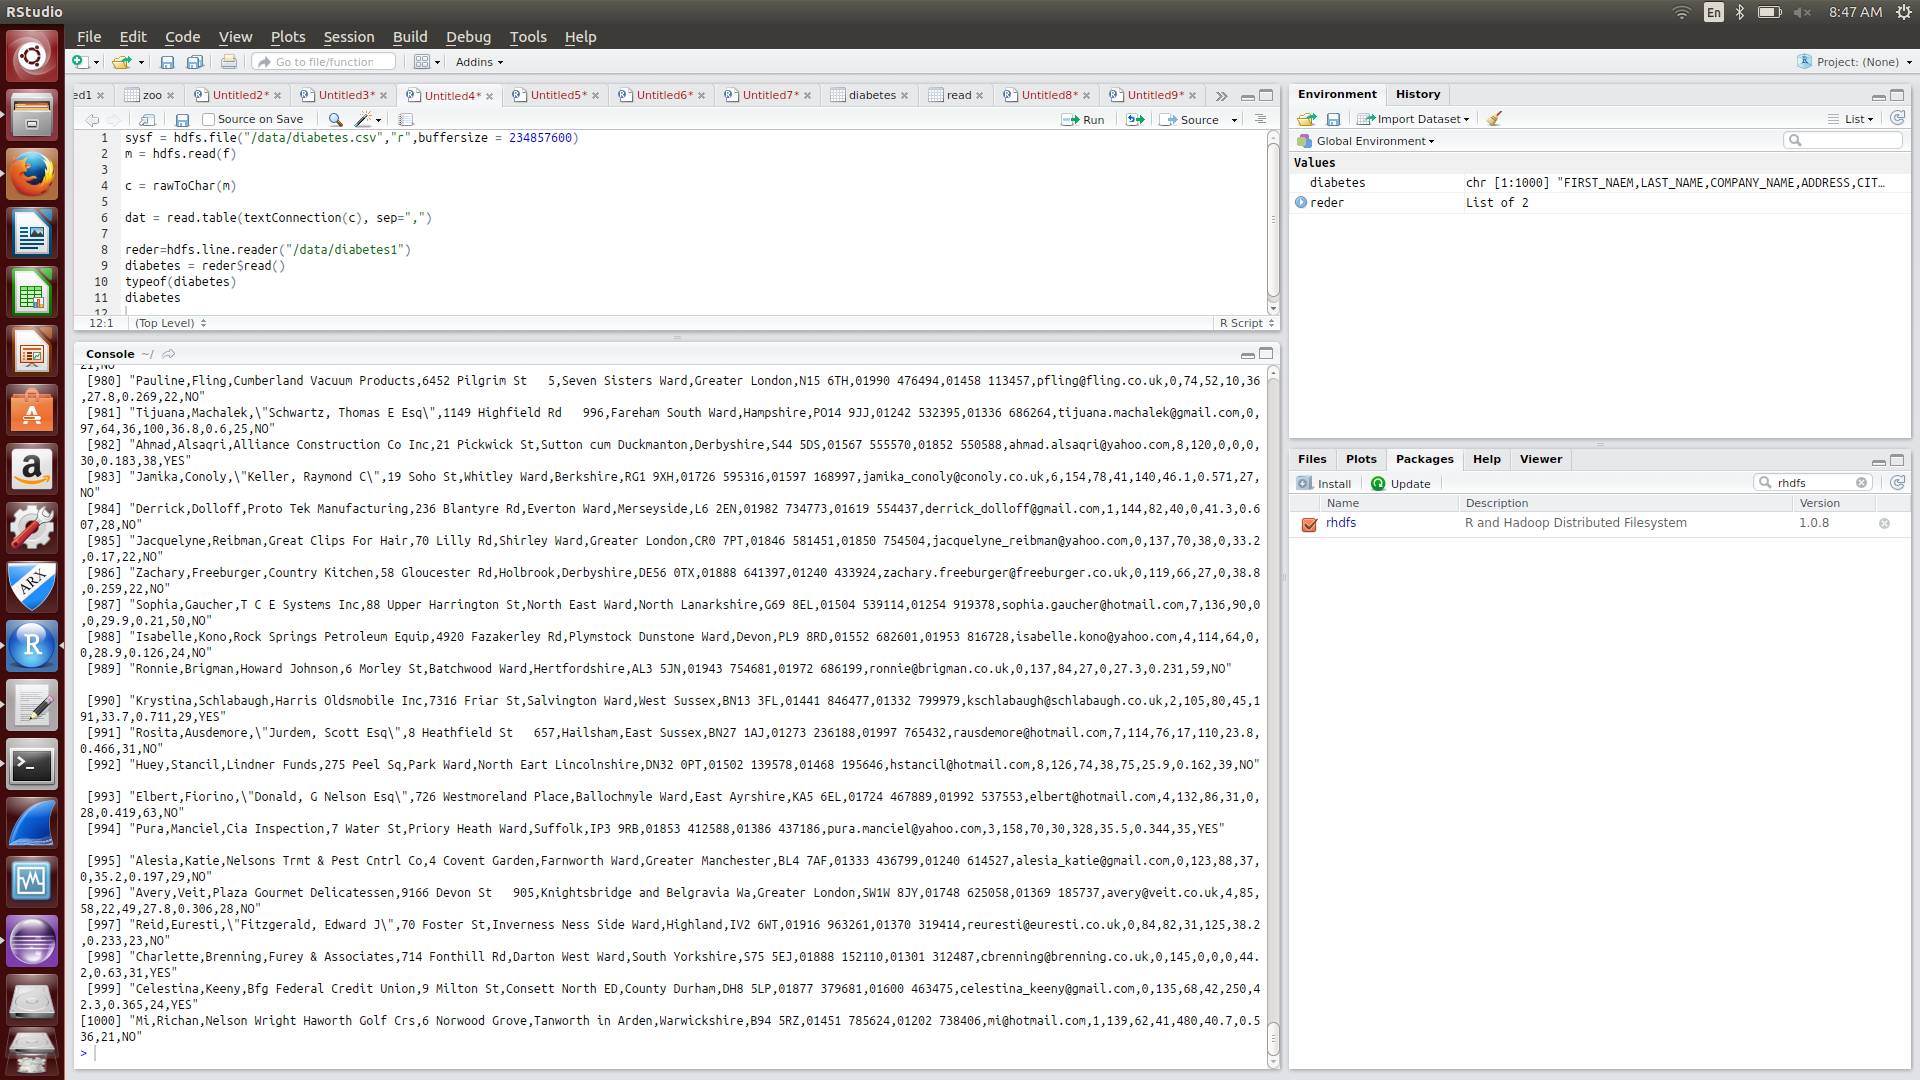 RStudio
En
8:47 AM
File Edit Code View Plots Session Build Debug Tools Help
Go to file/function
Addins
Project: (None)
ed1
zoo
Untitled2*
Untitled3*
Untitled4*
Untitled5*
Untitled6*
Untitled7*
diabetes
read
Untitled8*
Untitled9*
Source on Save
Run
Source
1 sysf = hdfs.file("/data/diabetes.csv","r",buffersize = 234857600)
2 m = hdfs.read(f)
3
4 c = rawToChar(m)
5
6 dat = read.table(textConnection(c), sep=",")
7
8 reder=hdfs.line.reader("/data/diabetes1")
9 diabetes = reder$read()
10 typeof(diabetes)
11 diabetes
12
12:1 (Top Level) R Script
Console ~/
21,NO"
[980] "Pauline,Fling,Cumberland Vacuum Products,6452 Pilgrim St   5,Seven Sisters Ward,Greater London,N15 6TH,01990 476494,01458 113457,pfling@fling.co.uk,0,74,52,10,36
,27.8,0.269,22,NO"
[981] "Tijuana,Machalek,\"Schwartz, Thomas E Esq\",1149 Highfield Rd   996,Fareham South Ward,Hampshire,PO14 9JJ,01242 532395,01336 686264,tijuana.machalek@gmail.com,0,
97,64,36,100,36.8,0.6,25,NO"
[982] "Ahmad,Alsaqri,Alliance Construction Co Inc,21 Pickwick St,Sutton cum Duckmanton,Derbyshire,S44 5DS,01567 555570,01852 550588,ahmad.alsaqri@yahoo.com,8,120,0,0,0,
30,0.183,38,YES"
[983] "Jamika,Conoly,\"Keller, Raymond C\",19 Soho St,Whitley Ward,Berkshire,RG1 9XH,01726 595316,01597 168997,jamika_conoly@conoly.co.uk,6,154,78,41,140,46.1,0.571,27,
NO"
[984] "Derrick,Dolloff,Proto Tek Manufacturing,236 Blantyre Rd,Everton Ward,Merseyside,L6 2EN,01982 734773,01619 554437,derrick_dolloff@gmail.com,1,144,82,40,0,41.3,0.6
07,28,NO"
[985] "Jacquelyne,Reibman,Great Clips For Hair,70 Lilly Rd,Shirley Ward,Greater London,CR0 7PT,01846 581451,01850 754504,jacquelyne_reibman@yahoo.com,0,137,70,38,0,33.2
,0.17,22,NO"
[986] "Zachary,Freeburger,Country Kitchen,58 Gloucester Rd,Holbrook,Derbyshire,DE56 0TX,01888 641397,01240 433924,zachary.freeburger@freeburger.co.uk,0,119,66,27,0,38.8
,0.259,22,NO"
[987] "Sophia,Gaucher,T C E Systems Inc,88 Upper Harrington St,North East Ward,North Lanarkshire,G69 8EL,01504 539114,01254 919378,sophia.gaucher@hotmail.com,7,136,90,0
,0,29.9,0.21,50,NO"
[988] "Isabelle,Kono,Rock Springs Petroleum Equip,4920 Fazakerley Rd,Plymstock Dunstone Ward,Devon,PL9 8RD,01552 682601,01953 816728,isabelle.kono@yahoo.com,4,114,64,0,
0,28.9,0.126,24,NO"
[989] "Ronnie,Brigman,Howard Johnson,6 Morley St,Batchwood Ward,Hertfordshire,AL3 5JN,01943 754681,01972 686199,ronnie@brigman.co.uk,0,137,84,27,0,27.3,0.231,59,NO"
[990] "Krystina,Schlabaugh,Harris Oldsmobile Inc,7316 Friar St,Salvington Ward,West Sussex,BN13 3FL,01441 846477,01332 799979,kschlabaugh@schlabaugh.co.uk,2,105,80,45,1
91,33.7,0.711,29,YES"
[991] "Rosita,Ausdemore,\"Jurdem, Scott Esq\",8 Heathfield St   657,Hailsham,East Sussex,BN27 1AJ,01273 236188,01997 765432,rausdemore@hotmail.com,7,114,76,17,110,23.8,
0.466,31,NO"
[992] "Huey,Stancil,Lindner Funds,275 Peel Sq,Park Ward,North Eart Lincolnshire,DN32 0PT,01502 139578,01468 195646,hstancil@hotmail.com,8,126,74,38,75,25.9,0.162,39,NO"
[993] "Elbert,Fiorino,\"Donald, G Nelson Esq\",726 Westmoreland Place,Ballochmyle Ward,East Ayrshire,KA5 6EL,01724 467889,01992 537553,elbert@hotmail.com,4,132,86,31,0,
28,0.419,63,NO"
[994] "Pura,Manciel,Cia Inspection,7 Water St,Priory Heath Ward,Suffolk,IP3 9RB,01853 412588,01386 437186,pura.manciel@yahoo.com,3,158,70,30,328,35.5,0.344,35,YES"
[995] "Alesia,Katie,Nelsons Trmt & Pest Cntrl Co,4 Covent Garden,Farnworth Ward,Greater Manchester,BL4 7AF,01333 436799,01240 614527,alesia_katie@gmail.com,0,123,88,37,
0,35.2,0.197,29,NO"
[996] "Avery,Veit,Plaza Gourmet Delicatessen,9166 Devon St   905,Knightsbridge and Belgravia Wa,Greater London,SW1W 8JY,01748 625058,01369 185737,avery@veit.co.uk,4,85,
58,22,49,27.8,0.306,28,NO"
[997] "Reid,Euresti,\"Fitzgerald, Edward J\",70 Foster St,Inverness Ness Side Ward,Highland,IV2 6WT,01916 963261,01370 319414,reuresti@euresti.co.uk,0,84,82,31,125,38.2
,0.233,23,NO"
[998] "Charlette,Brenning,Furey & Associates,714 Fonthill Rd,Darton West Ward,South Yorkshire,S75 5EJ,01888 152110,01301 312487,cbrenning@brenning.co.uk,0,145,0,0,0,44.
2,0.63,31,YES"
[999] "Celestina,Keeny,Bfg Federal Credit Union,9 Milton St,Consett North ED,County Durham,DH8 5LP,01877 379681,01600 463475,celestina_keeny@gmail.com,0,135,68,42,250,4
2.3,0.365,24,YES"
[1000] "Mi,Richan,Nelson Wright Haworth Golf Crs,6 Norwood Grove,Tanworth in Arden,Warwickshire,B94 5RZ,01451 785624,01202 738406,mi@hotmail.com,1,139,62,41,480,40.7,0.5
36,21,NO"
>
Environment History
Import Dataset
List
Global Environment
Values
diabetes chr [1:1000] "FIRST_NAEM,LAST_NAME,COMPANY_NAME,ADDRESS,CIT…
reder List of 2
Files Plots Packages Help Viewer
Install Update rhdfs
Name Description Version
rhdfs R and Hadoop Distributed Filesystem 1.0.8
ARX